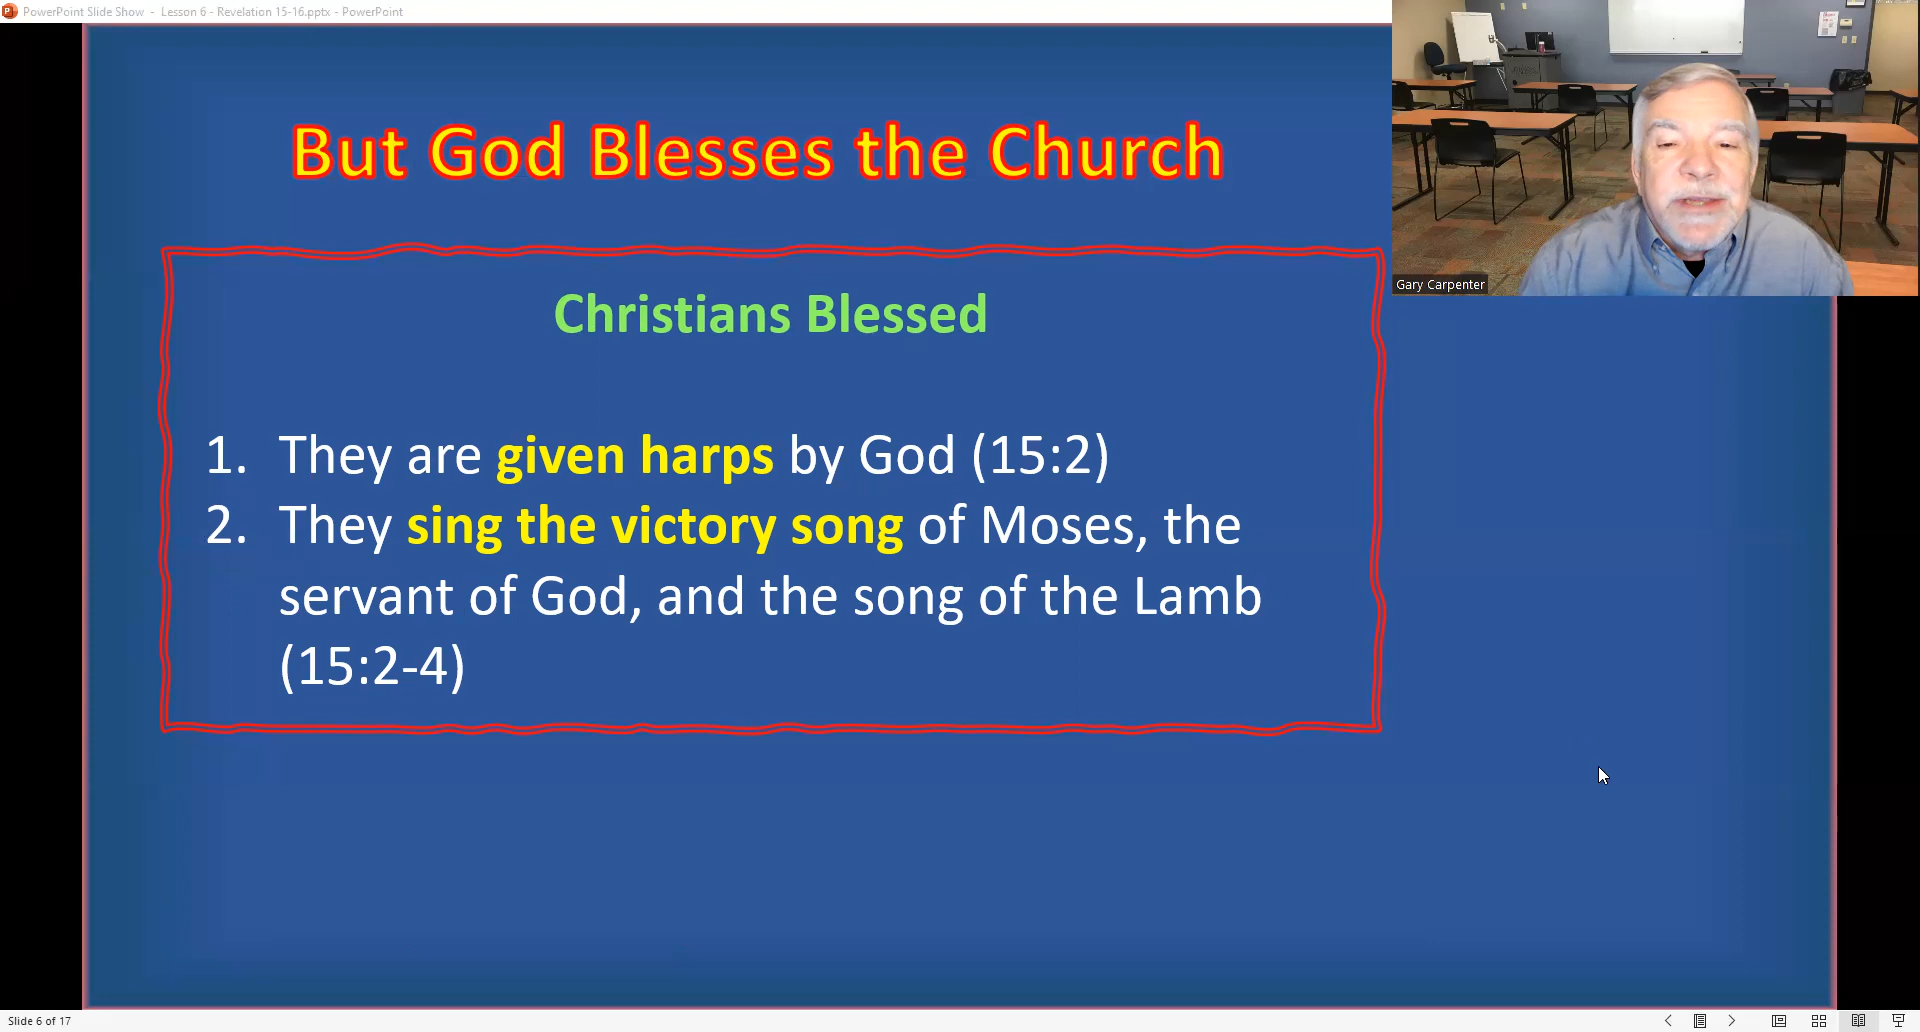 PowerPoint Slide Show - Lesson 6 - Revelation 15-16.pptx - PowerPoint
But God Blesses the Church
Gary Carpenter
Christians Blessed
1. They are given harps by God (15:2)
2. They sing the victory song of Moses, the
servant of God, and the song of the Lamb
(15:2-4)
Slide 6 of 17